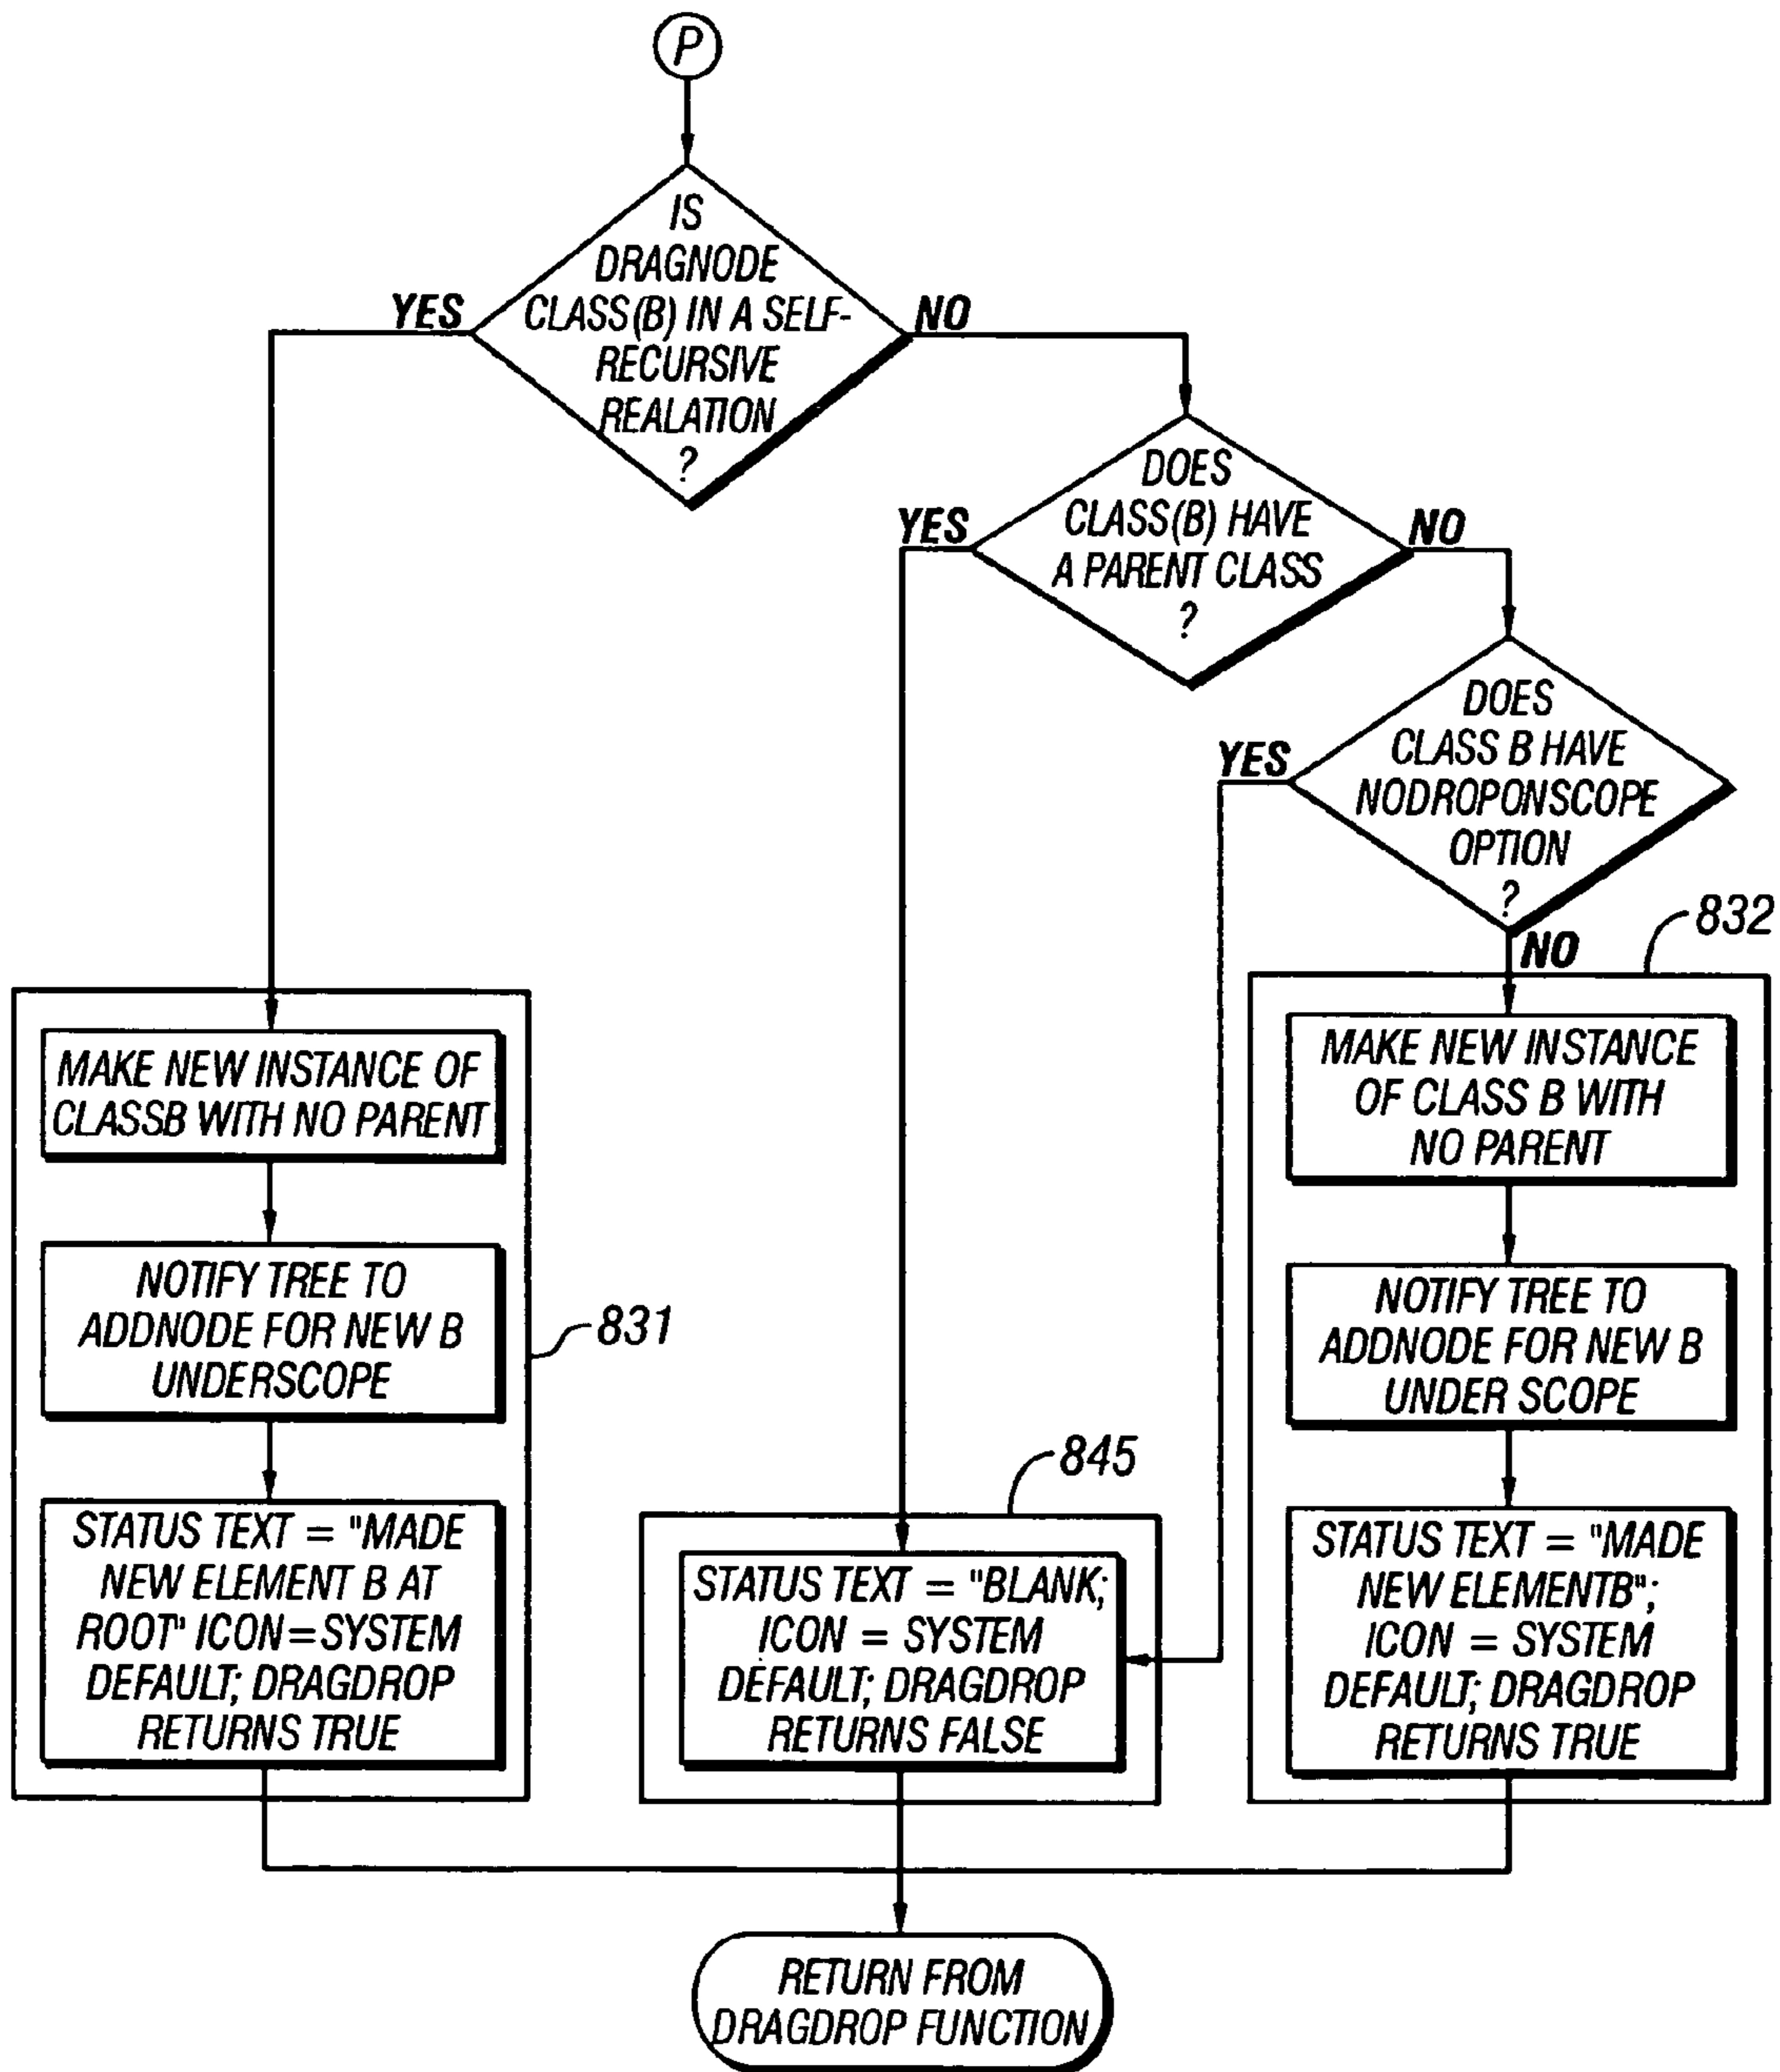 P
IS
DRAGNODE
CLASS(B) IN A SELF-
RECURSIVE
REALATION
?
YES
NO
DOES
CLASS(B) HAVE
A PARENT CLASS
?
YES
NO
DOES
CLASS B HAVE
NODROPONSCOPE
OPTION
?
YES
NO
832
MAKE NEW INSTANCE OF
CLASSB WITH NO PARENT
NOTIFY TREE TO
ADDNODE FOR NEW B
UNDERSCOPE
831
STATUS TEXT = "MADE
NEW ELEMENT B AT
ROOT" ICON=SYSTEM
DEFAULT; DRAGDROP
RETURNS TRUE
845
STATUS TEXT = "BLANK;
ICON = SYSTEM
DEFAULT; DRAGDROP
RETURNS FALSE
MAKE NEW INSTANCE
OF CLASS B WITH
NO PARENT
NOTIFY TREE TO
ADDNODE FOR NEW B
UNDER SCOPE
STATUS TEXT = "MADE
NEW ELEMENTB";
ICON = SYSTEM
DEFAULT; DRAGDROP
RETURNS TRUE
RETURN FROM
DRAGDROP FUNCTION